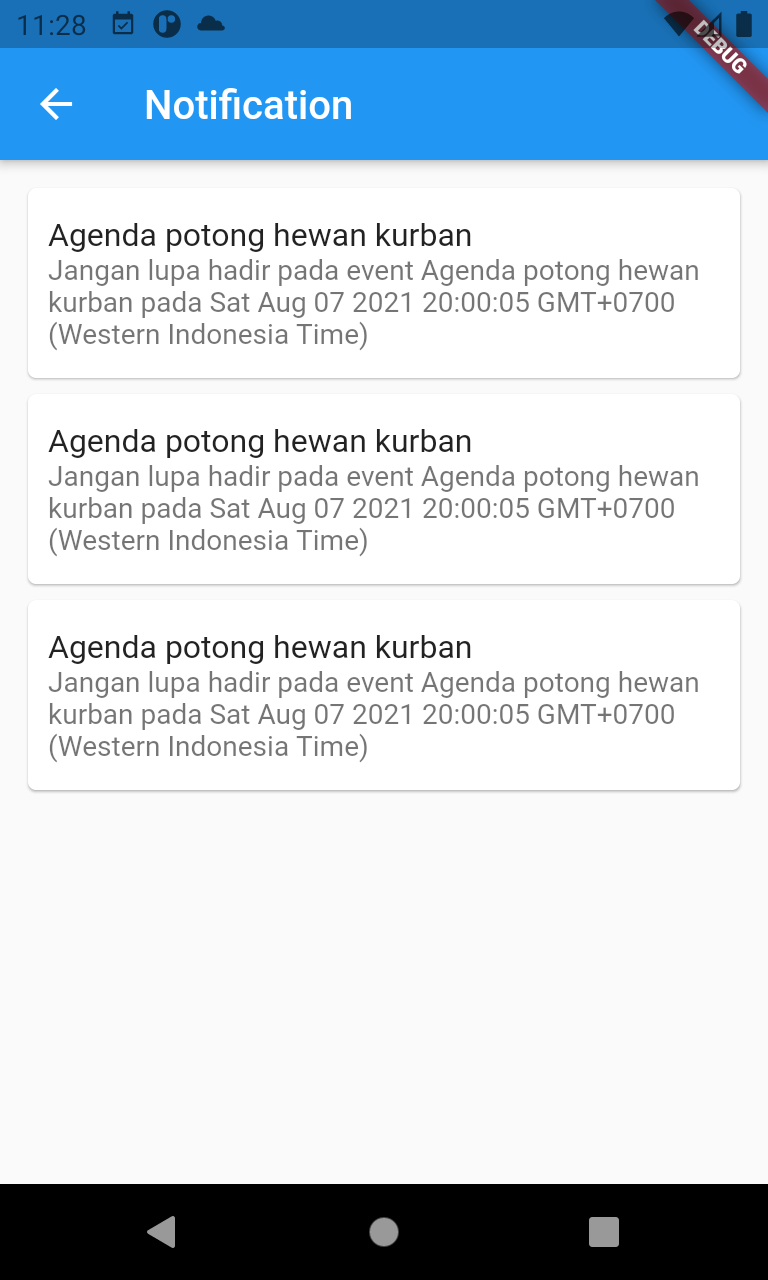 11:28
DEBUG
Notification
Agenda potong hewan kurban
Jangan lupa hadir pada event Agenda potong hewan
kurban pada Sat Aug 07 2021 20:00:05 GMT+0700
(Western Indonesia Time)
Agenda potong hewan kurban
Jangan lupa hadir pada event Agenda potong hewan
kurban pada Sat Aug 07 2021 20:00:05 GMT+0700
(Western Indonesia Time)
Agenda potong hewan kurban
Jangan lupa hadir pada event Agenda potong hewan
kurban pada Sat Aug 07 2021 20:00:05 GMT+0700
(Western Indonesia Time)